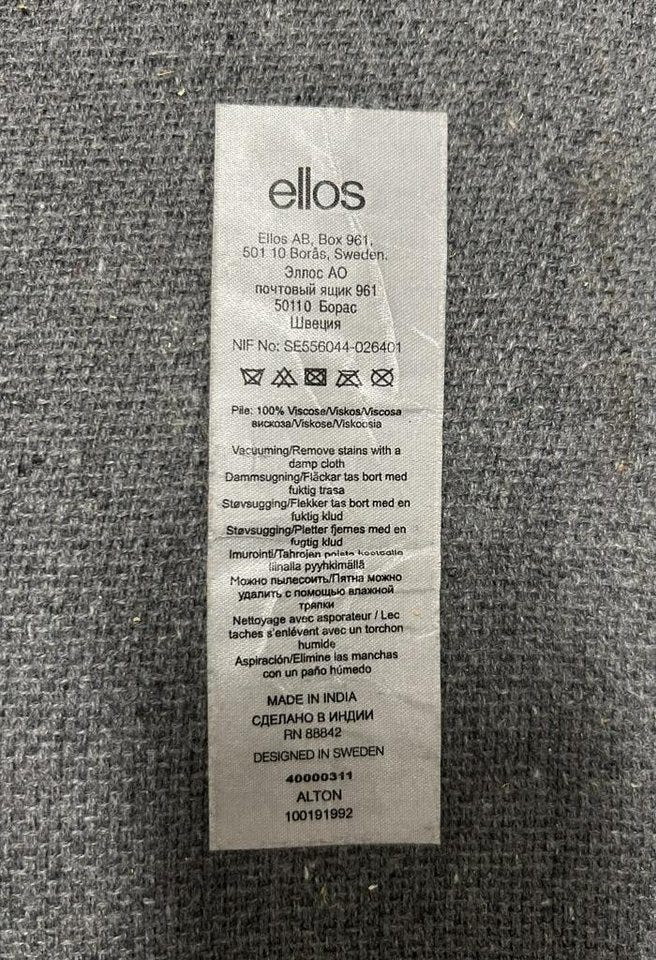 ellos
Ellos AB, Box 961,
501 10 Borås, Sweden.
Эллос АО
почтовый ящик 961
50110 Борас
Швеция
NIF No: SE556044-026401
Pile: 100% Viscose/Viskos/Viscosa
вискоза/Viskose/Viskoosia
Vacuuming/Remove stains with a
damp cloth
Dammsugning/Fläckar tas bort med
fuktig trasa
Støvsugging/Flekker tas bort med en
fuktig klud
Støvsugging/Pletter fjernes med en
fugtig klud
Imurointi/Tahrojen poisto kostealla
liinalla pyyhkimällä
Можно пылесоить/Пятна можно
удалить с помощью влажной
тряпки
Nettoyage avec asporateur / Lec
taches s'enlévent avec un torchon
humide
Aspiración/Elimine las manchas
con un paño húmedo
MADE IN INDIA
СДЕЛАНО В ИНДИИ
RN 88842
DESIGNED IN SWEDEN
40000311
ALTON
100191992